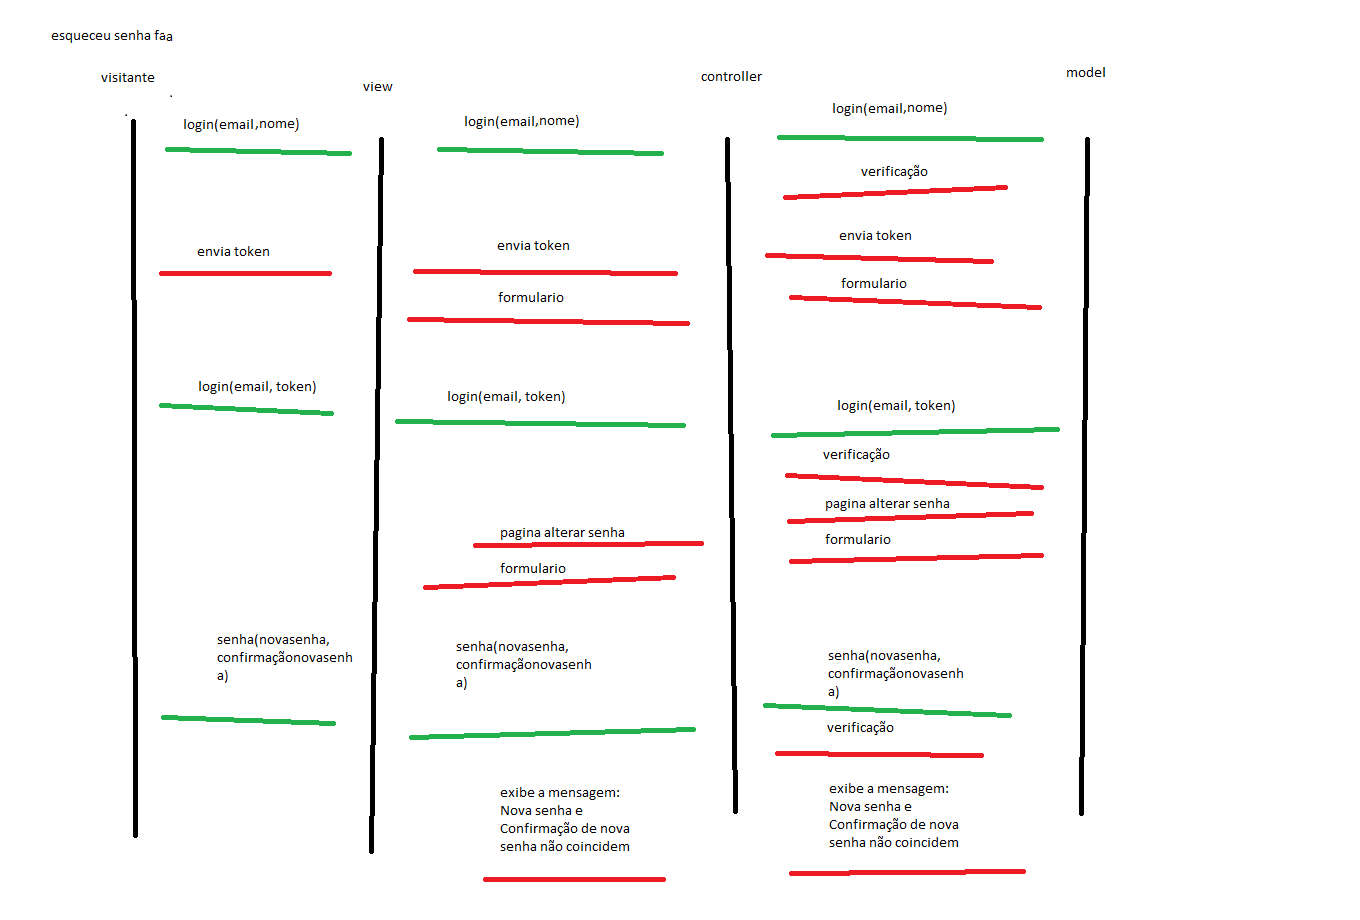 esqueceu senha faa
visitante
view
controller
model
login(email,nome)
login(email,nome)
login(email,nome)
verificação
envia token
envia token
envia token
formulario
formulario
login(email, token)
login(email, token)
login(email, token)
verificação
pagina alterar senha
pagina alterar senha
formulario
formulario
senha(novasenha,
confirmaçãonovasenh
a)
senha(novasenha,
confirmaçãonovasenh
a)
senha(novasenha,
confirmaçãonovasenh
a)
verificação
exibe a mensagem:
Nova senha e
Confirmação de nova
senha não coincidem
exibe a mensagem:
Nova senha e
Confirmação de nova
senha não coincidem